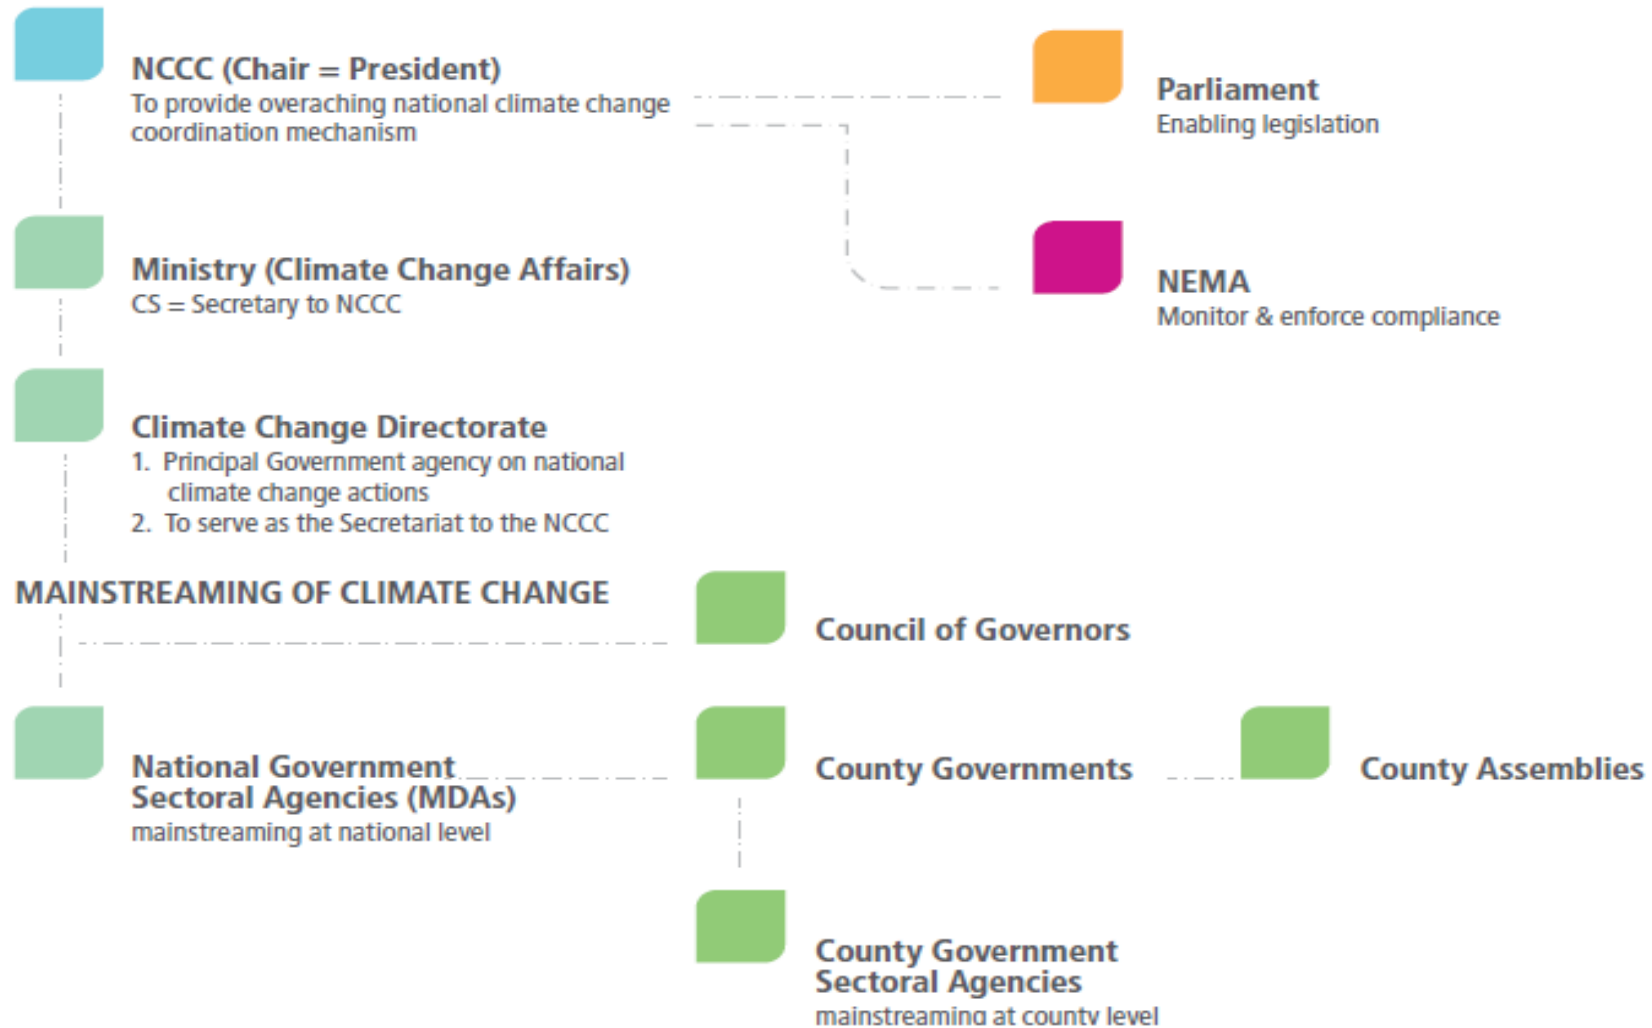 NCCC (Chair = President)
To provide overaching national climate change
coordination mechanism
Parliament
Enabling legislation
Ministry (Climate Change Affairs)
CS = Secretary to NCCC
NEMA
Monitor & enforce compliance
Climate Change Directorate
1. Principal Government agency on national
climate change actions
2. To serve as the Secretariat to the NCCC
MAINSTREAMING OF CLIMATE CHANGE
Council of Governors
National Government
Sectoral Agencies (MDAs)
mainstreaming at national level
County Governments
County Assemblies
County Government
Sectoral Agencies
mainstreaming at county level